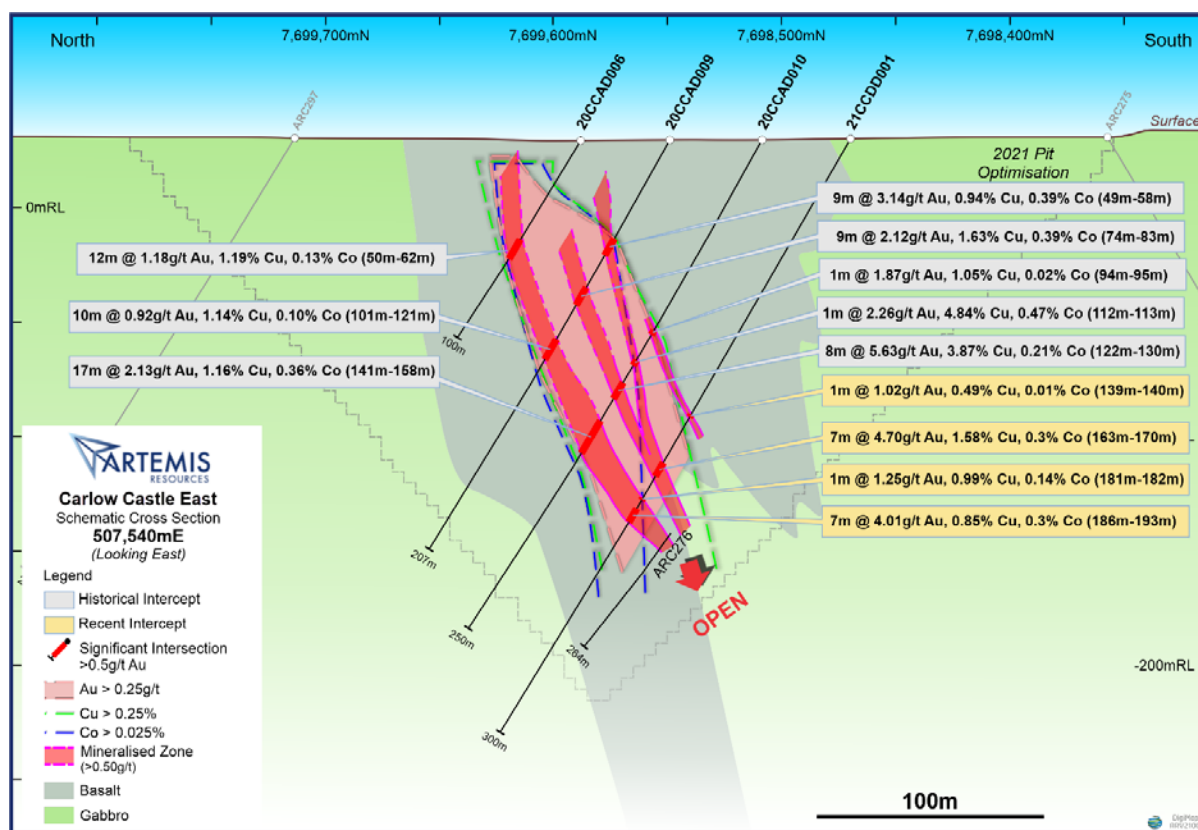 North
7,699,700mN
7,699,600mN
7,698,500mN
7,698,400mN
South
ARC297
20CCAD006
20CCAD009
20CCAD010
21CCDD001
ARC275
Surface
2021 Pit
Optimisation
0mRL
12m @ 1.18g/t Au, 1.19% Cu, 0.13% Co (50m-62m)
10m @ 0.92g/t Au, 1.14% Cu, 0.10% Co (101m-121m)
17m @ 2.13g/t Au, 1.16% Cu, 0.36% Co (141m-158m)
9m @ 3.14g/t Au, 0.94% Cu, 0.39% Co (49m-58m)
9m @ 2.12g/t Au, 1.63% Cu, 0.39% Co (74m-83m)
1m @ 1.87g/t Au, 1.05% Cu, 0.02% Co (94m-95m)
1m @ 2.26g/t Au, 4.84% Cu, 0.47% Co (112m-113m)
8m @ 5.63g/t Au, 3.87% Cu, 0.21% Co (122m-130m)
1m @ 1.02g/t Au, 0.49% Cu, 0.01% Co (139m-140m)
7m @ 4.70g/t Au, 1.58% Cu, 0.3% Co (163m-170m)
1m @ 1.25g/t Au, 0.99% Cu, 0.14% Co (181m-182m)
7m @ 4.01g/t Au, 0.85% Cu, 0.3% Co (186m-193m)
100m
207m
250m
264m
300m
ARC276
OPEN
-200mRL
ARTEMIS
RESOURCES
Carlow Castle East
Schematic Cross Section
507,540mE
(Looking East)
Legend
Historical Intercept
Recent Intercept
Significant Intersection
>0.5g/t Au
Au > 0.25g/t
Cu > 0.25%
Co > 0.025%
Mineralised Zone
(>0.50g/t)
Basalt
Gabbro
100m